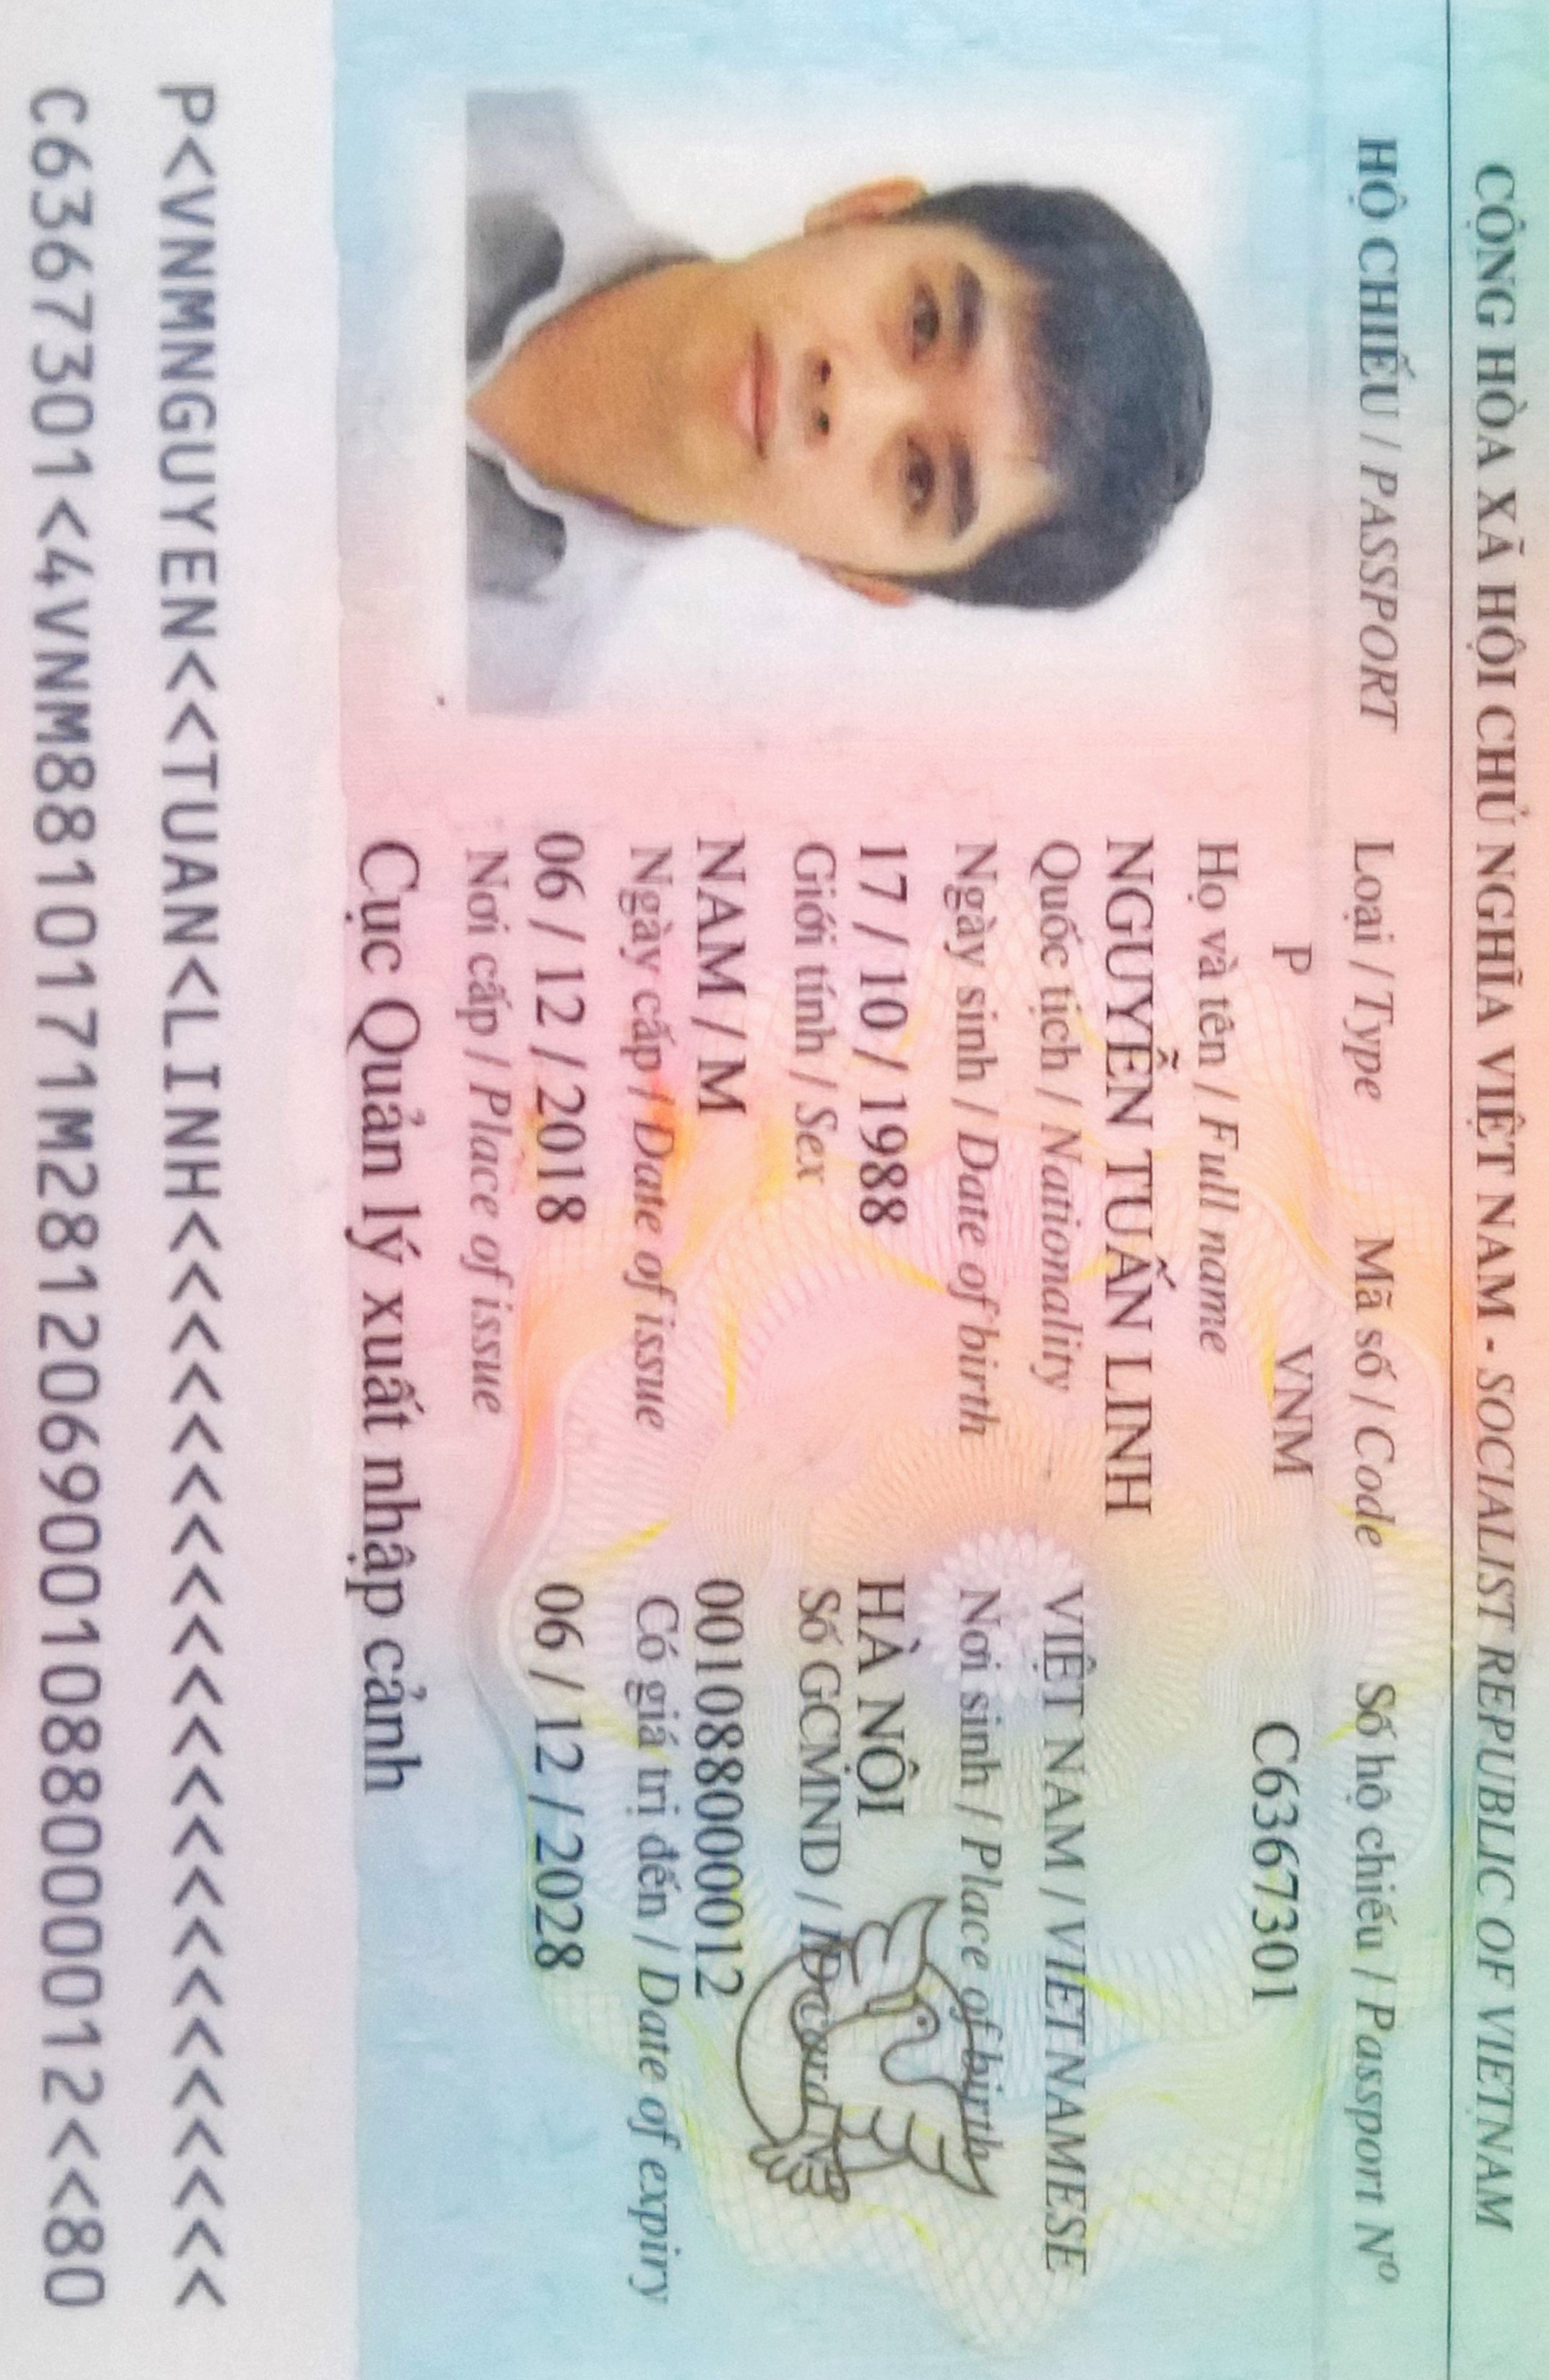 CỘNG HÒA XÃ HỘI CHỦ NGHĨA VIỆT NAM - SOCIALIST REPUBLIC OF VIETNAM
HỘ CHIẾU / PASSPORT Loại / Type Mã số / Code Số hộ chiếu / Passport Nº
P VNM C6367301
Họ và tên / Full name
NGUYỄN TUẤN LINH
Quốc tịch / Nationality VIỆT NAM / VIETNAMESE
Ngày sinh / Date of birth Nơi sinh / Place of birth
17 / 10 / 1988 HÀ NỘI
Giới tính / Sex Số GCMND / ID card Nº
NAM / M 001088000012
Ngày cấp / Date of issue Có giá trị đến / Date of expiry
06 / 12 / 2018 06 / 12 / 2028
Nơi cấp / Place of issue
Cục Quản lý xuất nhập cảnh
P<VNMNGUYEN<<TUAN<LINH<<<<<<<<<<<<<<<<<<<<<<
C6367301<4VNM8810171M2812069001088000012<<80